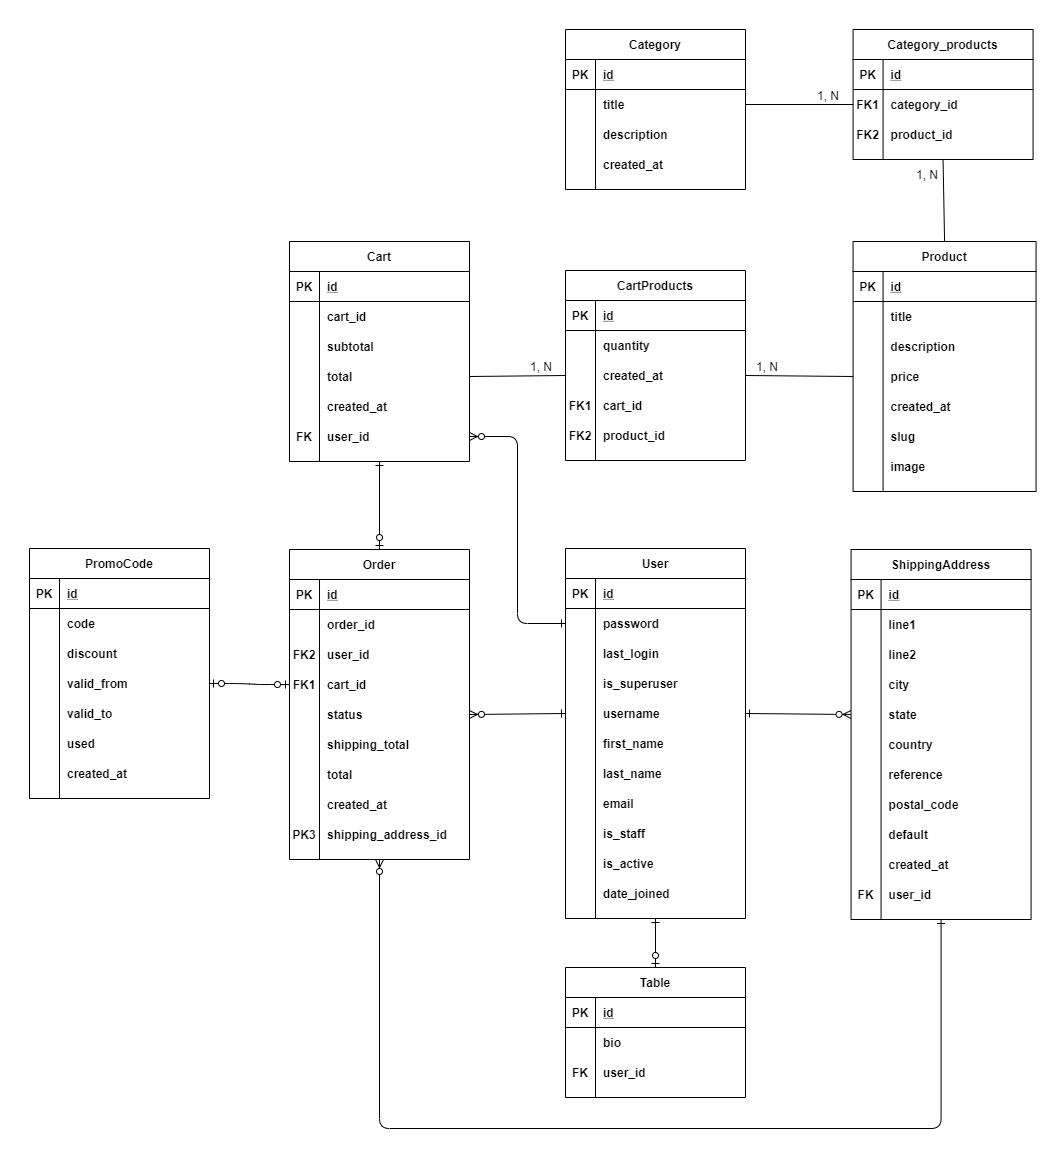 Category
PK id
title
description
created_at
1, N
Category_products
PK id
FK1 category_id
FK2 product_id
1, N
Cart
PK id
cart_id
subtotal
total
created_at
FK user_id
1, N
CartProducts
PK id
quantity
created_at
FK1 cart_id
FK2 product_id
1, N
Product
PK id
title
description
price
created_at
slug
image
PromoCode
PK id
code
discount
valid_from
valid_to
used
created_at
Order
PK id
order_id
FK2 user_id
FK1 cart_id
status
shipping_total
total
created_at
PK3 shipping_address_id
User
PK id
password
last_login
is_superuser
username
first_name
last_name
email
is_staff
is_active
date_joined
ShippingAddress
PK id
line1
line2
city
state
country
reference
postal_code
default
created_at
FK user_id
Table
PK id
bio
FK user_id